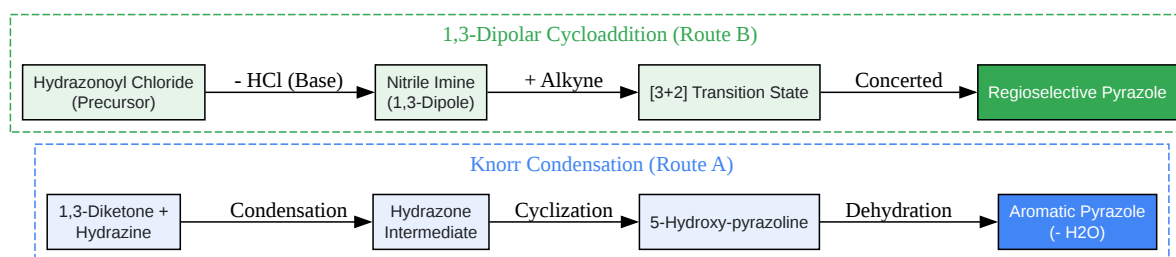 1,3-Dipolar Cycloaddition (Route B)
Hydrazonoyl Chloride
(Precursor)
- HCl (Base)
Nitrile Imine
(1,3-Dipole)
+ Alkyne
[3+2] Transition State
Concerted
Regioselective Pyrazole
Knorr Condensation (Route A)
1,3-Diketone +
Hydrazine
Condensation
Hydrazone
Intermediate
Cyclization
5-Hydroxy-pyrazoline
Dehydration
Aromatic Pyrazole
(- H2O)